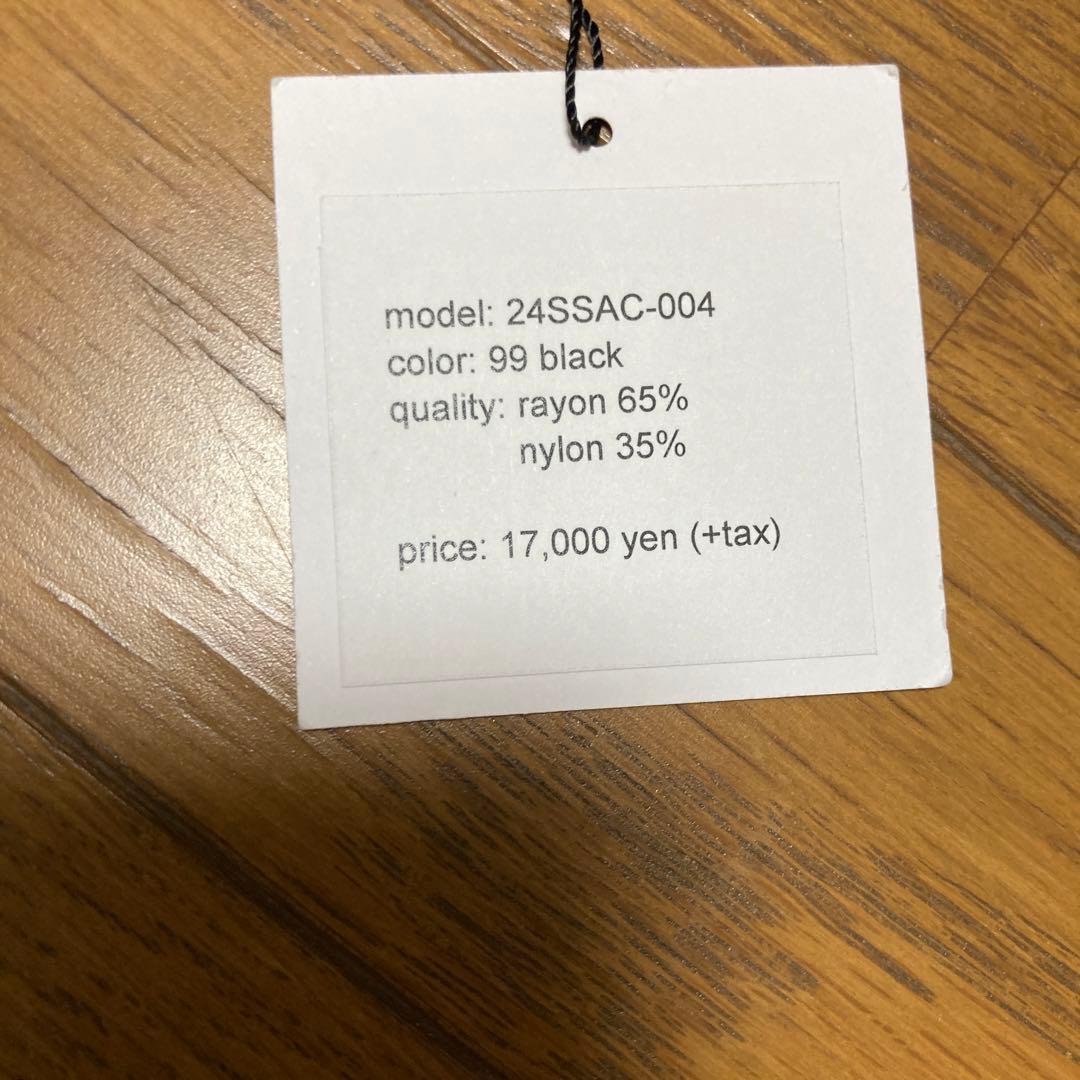 model: 24SSAC-004
color: 99 black
quality: rayon 65%
nylon 35%
price: 17,000 yen (+tax)